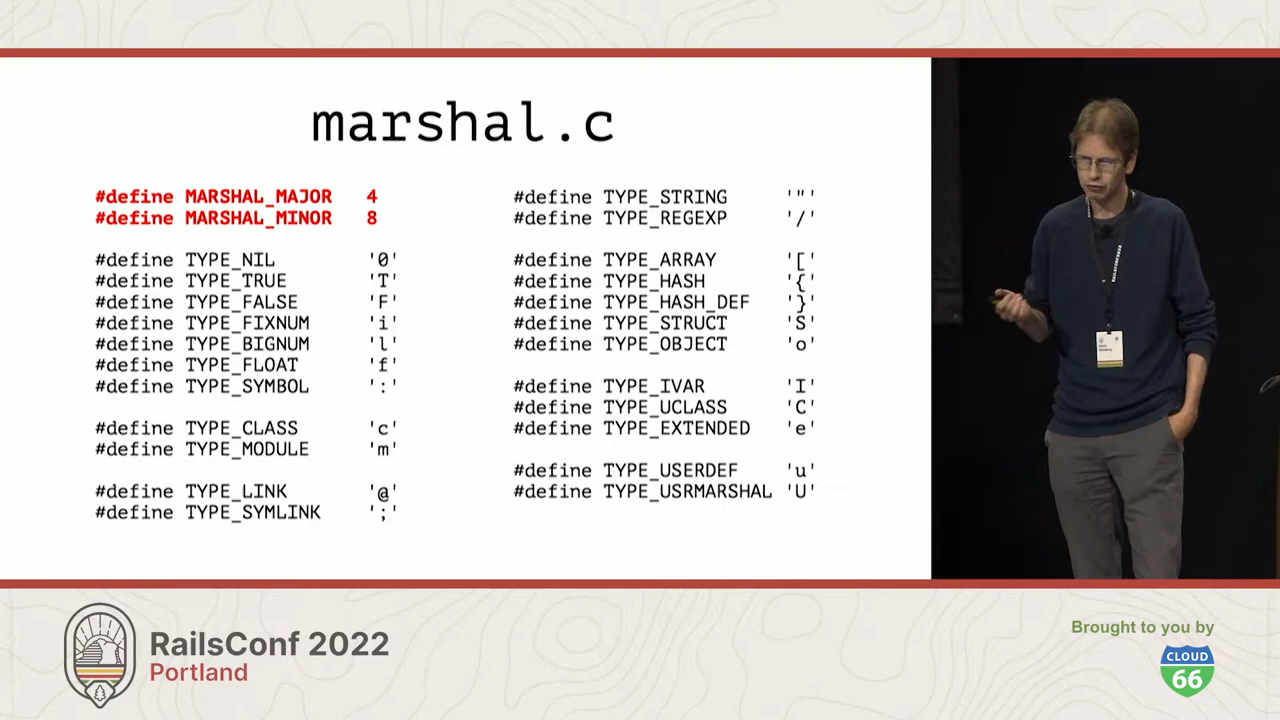 marshal.c
#define MARSHAL_MAJOR 4
#define MARSHAL_MINOR 8
#define TYPE_NIL '0'
#define TYPE_TRUE 'T'
#define TYPE_FALSE 'F'
#define TYPE_FIXNUM 'i'
#define TYPE_BIGNUM 'l'
#define TYPE_FLOAT 'f'
#define TYPE_SYMBOL ':'
#define TYPE_CLASS 'c'
#define TYPE_MODULE 'm'
#define TYPE_LINK '@'
#define TYPE_SYMLINK ';'
#define TYPE_STRING '"'
#define TYPE_REGEXP '/'
#define TYPE_ARRAY '['
#define TYPE_HASH '{'
#define TYPE_HASH_DEF '}'
#define TYPE_STRUCT 'S'
#define TYPE_OBJECT 'o'
#define TYPE_IVAR 'I'
#define TYPE_UCLASS 'C'
#define TYPE_EXTENDED 'e'
#define TYPE_USERDEF 'u'
#define TYPE_USRMARSHAL 'U'
RailsConf 2022
Portland
Brought to you by
CLOUD
66